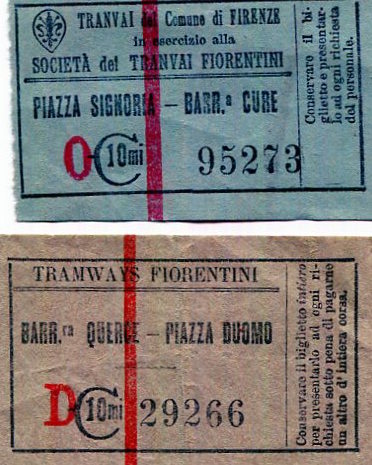 TRANVAI del Comune di FIRENZE
in esercizio alla
SOCIETÀ dei TRANVAI FIORENTINI
PIAZZA SIGNORIA — BARR.a CURE
O C 10mi 95273
Conservare il bi-
glietto e presentar-
lo ad ogni richiesta
del personale.
TRAMWAYS FIORENTINI
BARR.ra QUERCE — PIAZZA DUOMO
D C 10mi 29266
Conservare il biglietto intiero
per presentarlo ad ogni ri-
chiesta sotto pena di pagarne
un altro d' intiera corsa.